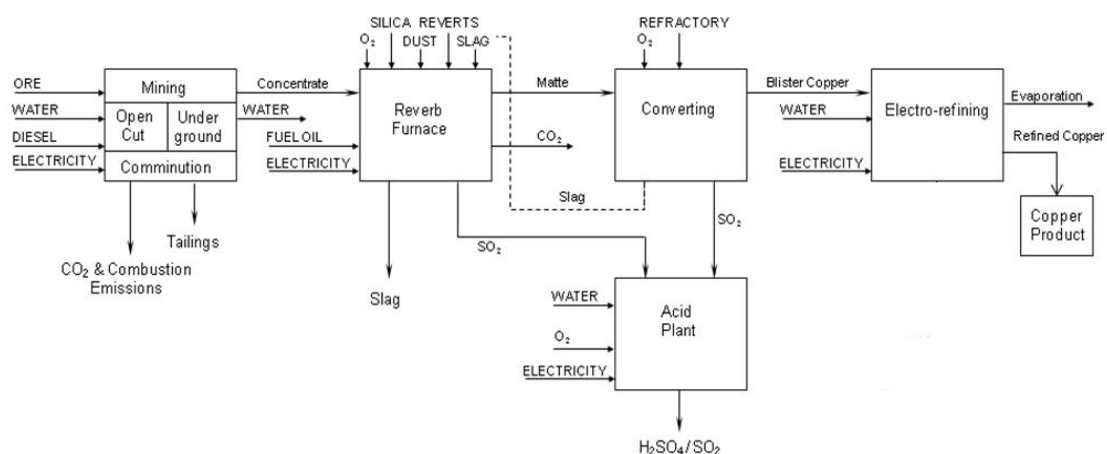 SILICA REVERTS
O₂ DUST SLAG
REFRACTORY
O₂
ORE
WATER
DIESEL
ELECTRICITY
Mining
Open Cut
Under ground
Comminution
Concentrate
WATER
FUEL OIL
ELECTRICITY
Reverb
Furnace
Matte
CO₂
Slag
Converting
Blister Copper
WATER
ELECTRICITY
Electro-refining
Evaporation
Refined Copper
Copper
Product
Tailings
CO₂ & Combustion
Emissions
Slag
SO₂
SO₂
WATER
O₂
ELECTRICITY
Acid
Plant
H₂SO₄/SO₂